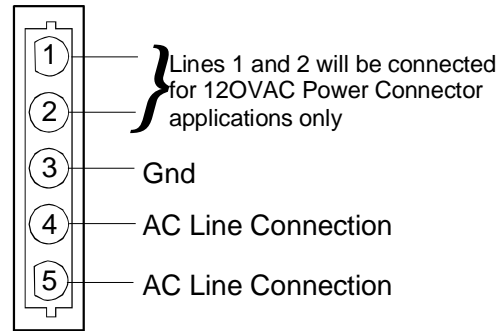 1
Lines 1 and 2 will be connected
for 12OVAC Power Connector
2
applications only
3
Gnd
4
AC Line Connection
5
AC Line Connection